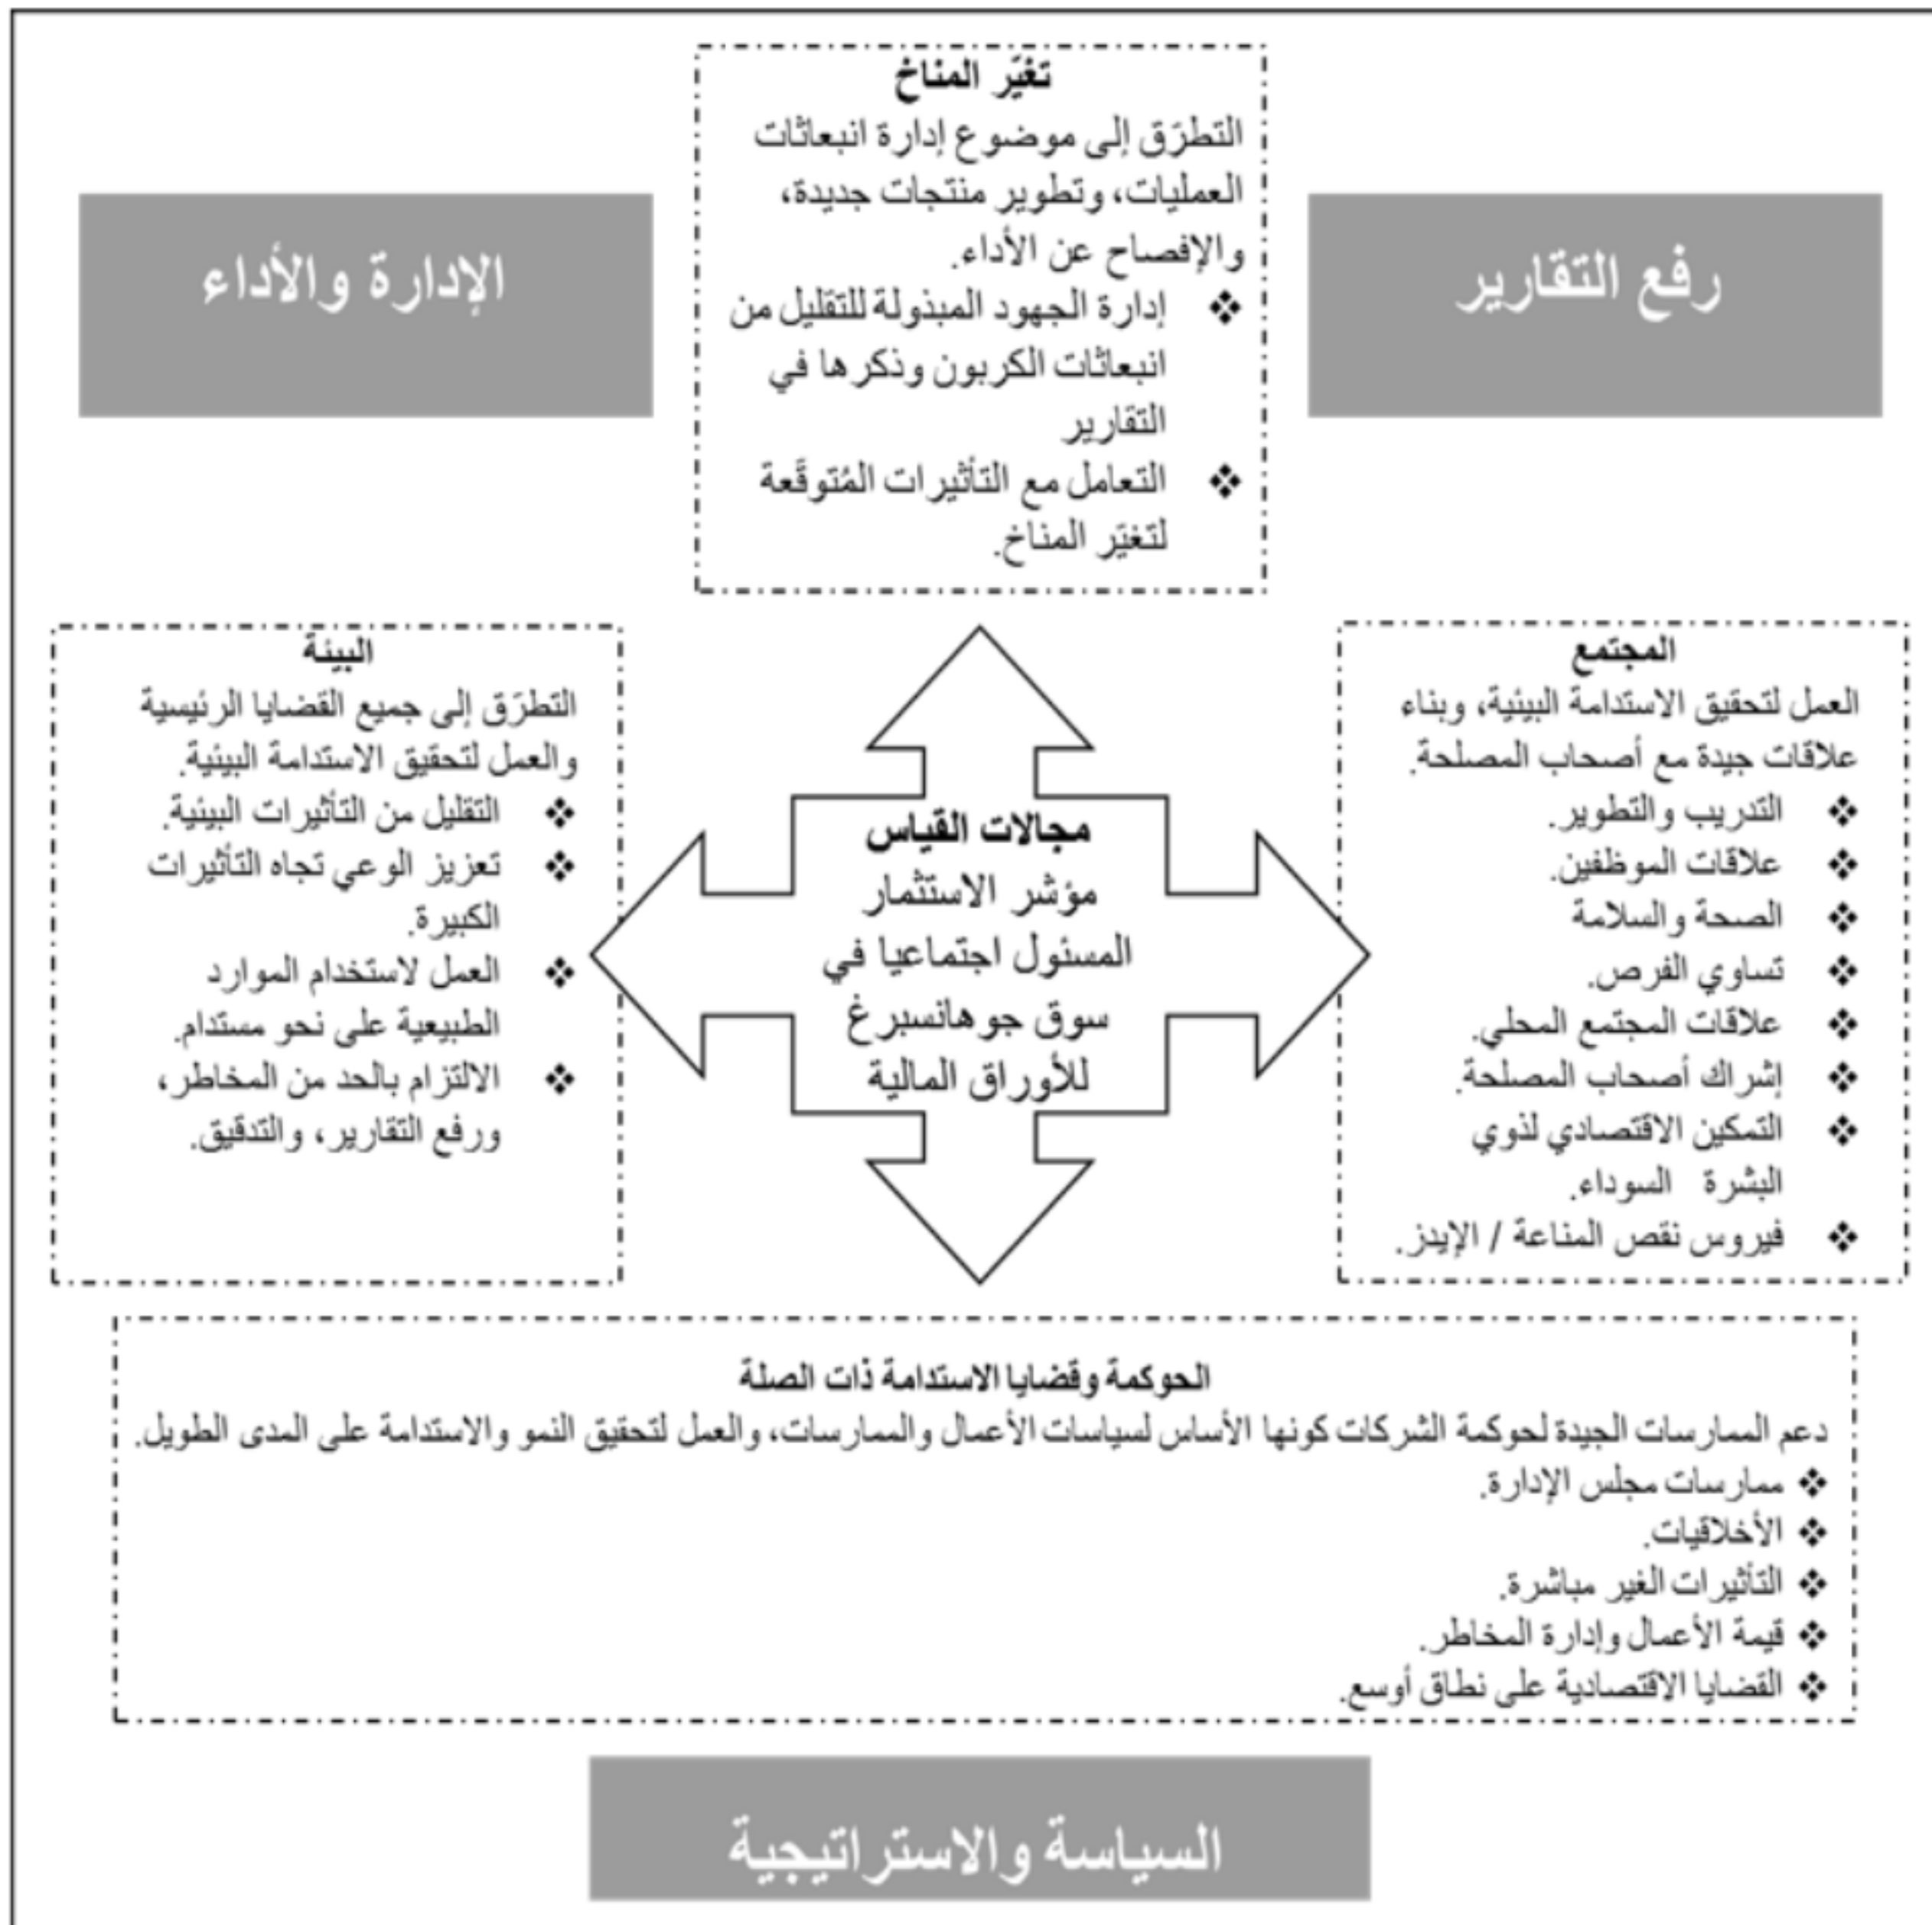 تغيّر المناخ
التطرّق إلى موضوع إدارة انبعاثات
العمليات، وتطوير منتجات جديدة،
والإفصاح عن الأداء.
❖ إدارة الجهود المبذولة للتقليل من
انبعاثات الكربون وذكرها في
التقارير
❖ التعامل مع التأثيرات المُتوقَّعة
لتغيّر المناخ.
رفع التقارير
الإدارة والأداء
المجتمع
العمل لتحقيق الاستدامة البيئية، وبناء
علاقات جيدة مع أصحاب المصلحة.
❖ التدريب والتطوير.
❖ علاقات الموظفين.
❖ الصحة والسلامة
❖ تساوي الفرص.
❖ علاقات المجتمع المحلي.
❖ إشراك أصحاب المصلحة.
❖ التمكين الاقتصادي لذوي
البشرة السوداء.
❖ فيروس نقص المناعة / الإيدز.
مجالات القياس
مؤشر الاستثمار
المسئول اجتماعيا في
سوق جوهانسبرغ
للأوراق المالية
البيئة
التطرّق إلى جميع القضايا الرئيسية
والعمل لتحقيق الاستدامة البيئية.
❖ التقليل من التأثيرات البيئية.
❖ تعزيز الوعي تجاه التأثيرات
الكبيرة.
❖ العمل لاستخدام الموارد
الطبيعية على نحو مستدام.
❖ الالتزام بالحد من المخاطر،
ورفع التقارير، والتدقيق.
الحوكمة وقضايا الاستدامة ذات الصلة
دعم الممارسات الجيدة لحوكمة الشركات كونها الأساس لسياسات الأعمال والممارسات، والعمل لتحقيق النمو والاستدامة على المدى الطويل.
❖ ممارسات مجلس الإدارة.
❖ الأخلاقيات.
❖ التأثيرات الغير مباشرة.
❖ قيمة الأعمال وإدارة المخاطر.
❖ القضايا الاقتصادية على نطاق أوسع.
السياسة والاستراتيجية